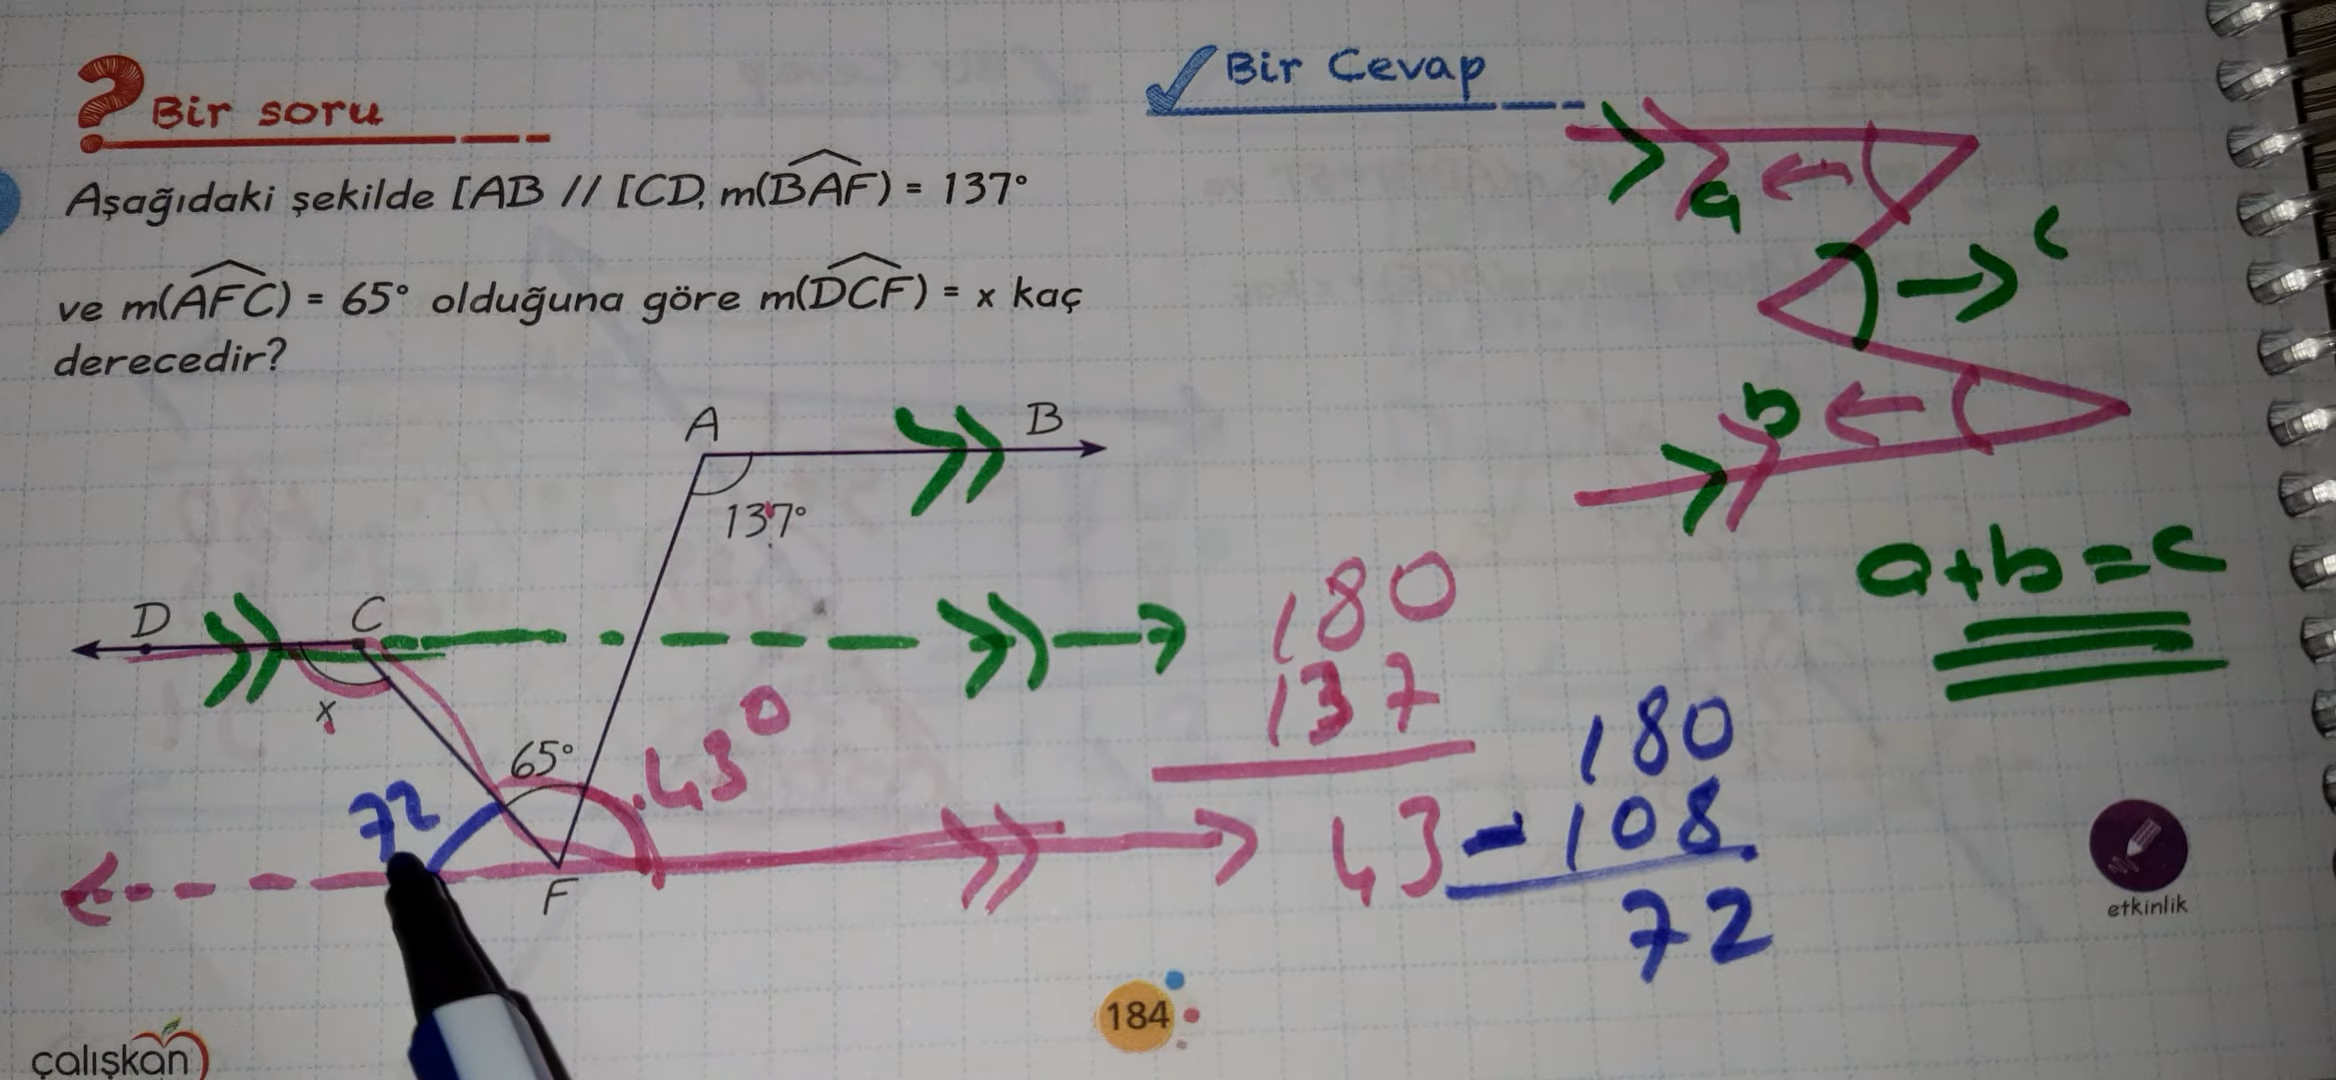 Bir soru
Aşağıdaki şekilde [AB // [CD, m(BAF) = 137°
ve m(AFC) = 65° olduğuna göre m(DCF) = x kaç
derecedir?
A
B
137°
D
C
x
65°
43°
72
F
Bir Cevap
a
c
b
a+b=c
180
137
43
180
- 108
72
etkinlik
184
çalışkan